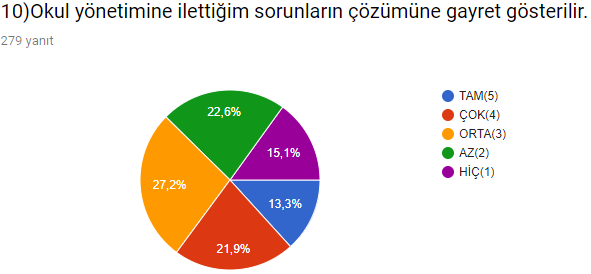 10)Okul yönetimine ilettiğim sorunların çözümüne gayret gösterilir.
279 yanıt
TAM(5)
ÇOK(4)
ORTA(3)
AZ(2)
HİÇ(1)
22,6%
15,1%
27,2%
13,3%
21,9%